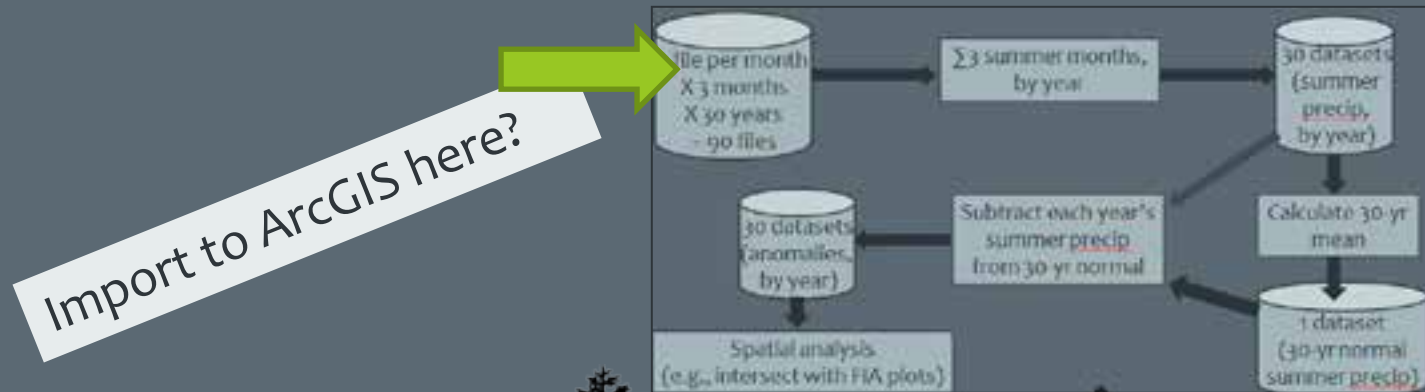 Import to ArcGIS here?
file per month
X 3 months
X 30 years
- 90 files
∑3 summer months,
by year
30 datasets
(summer
precip,
by year)
Calculate 30-yr
mean
1 dataset
(30-yr normal
summer precip)
Subtract each year's
summer precip
from 30-yr normal
30 datasets
(anomalies,
by year)
Spatial analysis
(e.g., intersect with FIA plots)